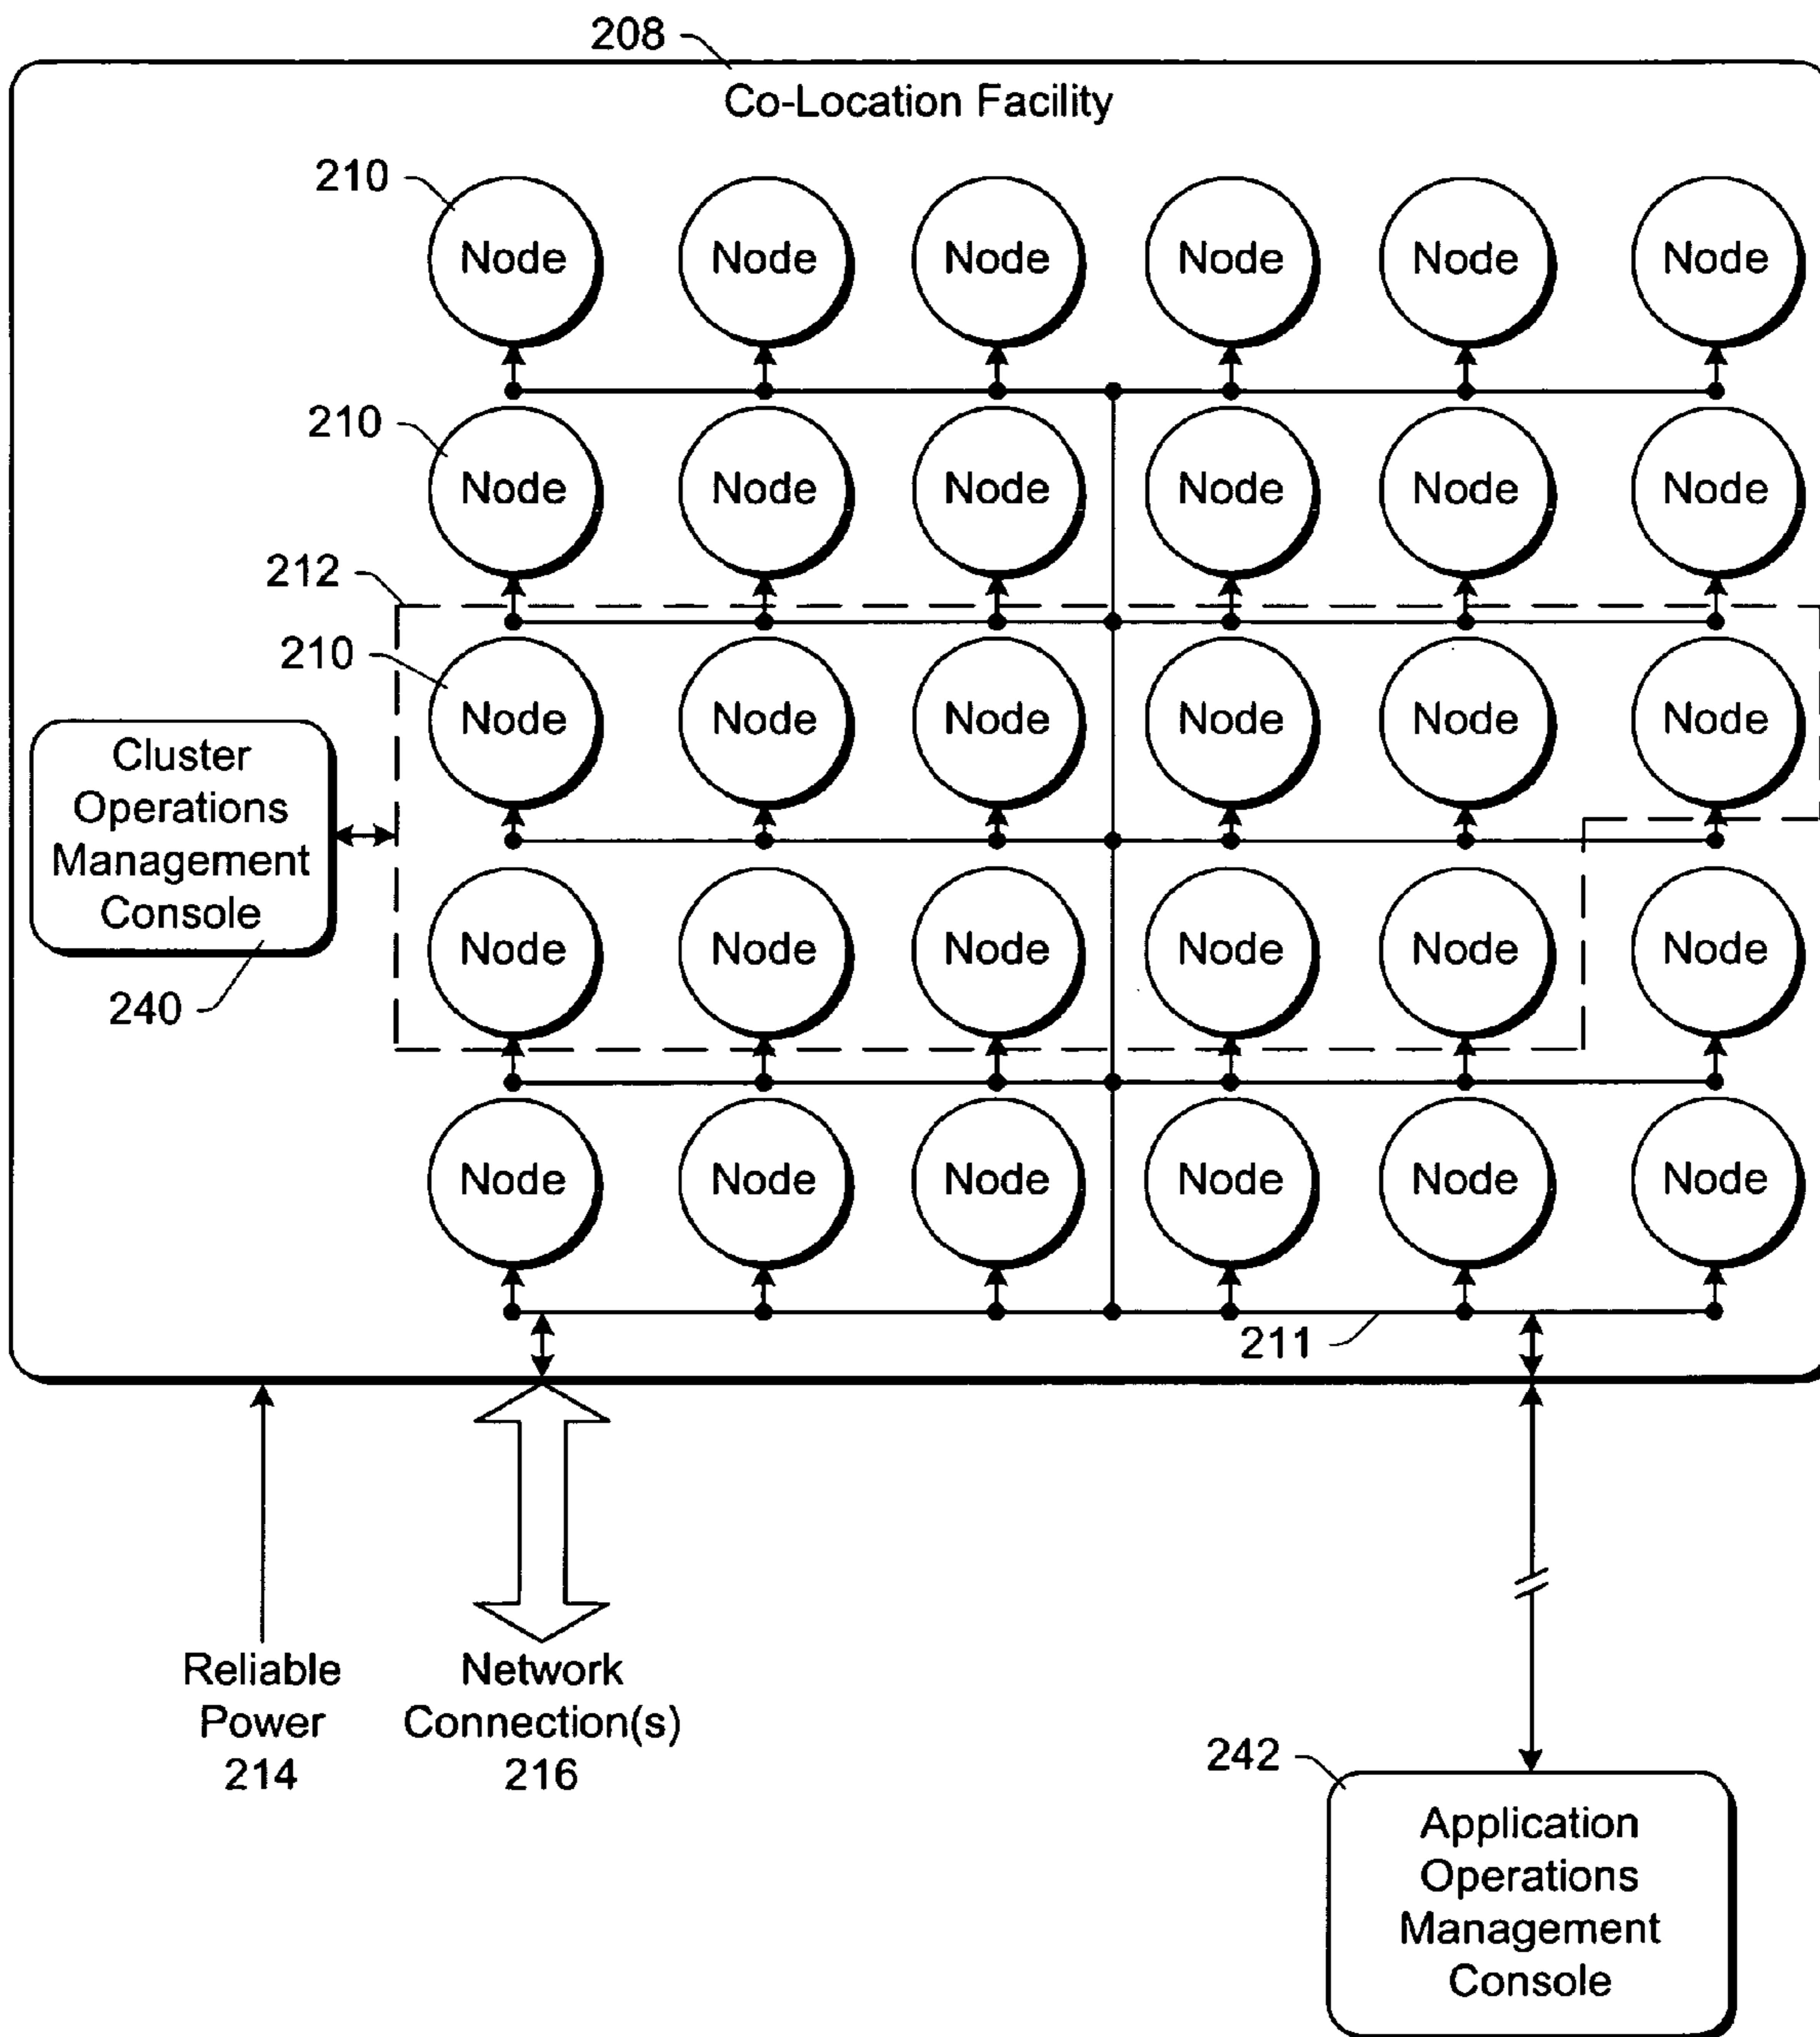 208
Co-Location Facility
210
Node Node Node Node Node Node
210
Node Node Node Node Node Node
212
210
Node Node Node Node Node Node
Cluster
Operations
Management
Console
240
Node Node Node Node Node Node
Node Node Node Node Node Node
211
Reliable
Power
214
Network
Connection(s)
216
242
Application
Operations
Management
Console